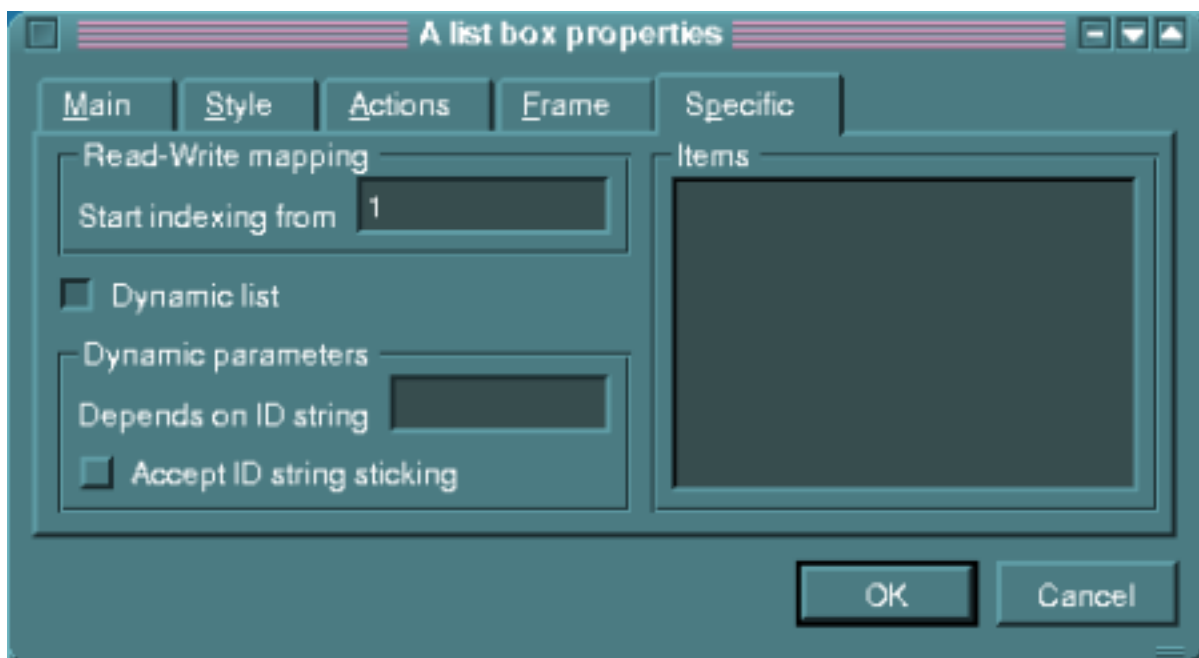 A list box properties
Main Style Actions Frame Specific
Read-Write mapping
Start indexing from 1
Dynamic list
Dynamic parameters
Depends on ID string
Accept ID string sticking
Items
OK Cancel